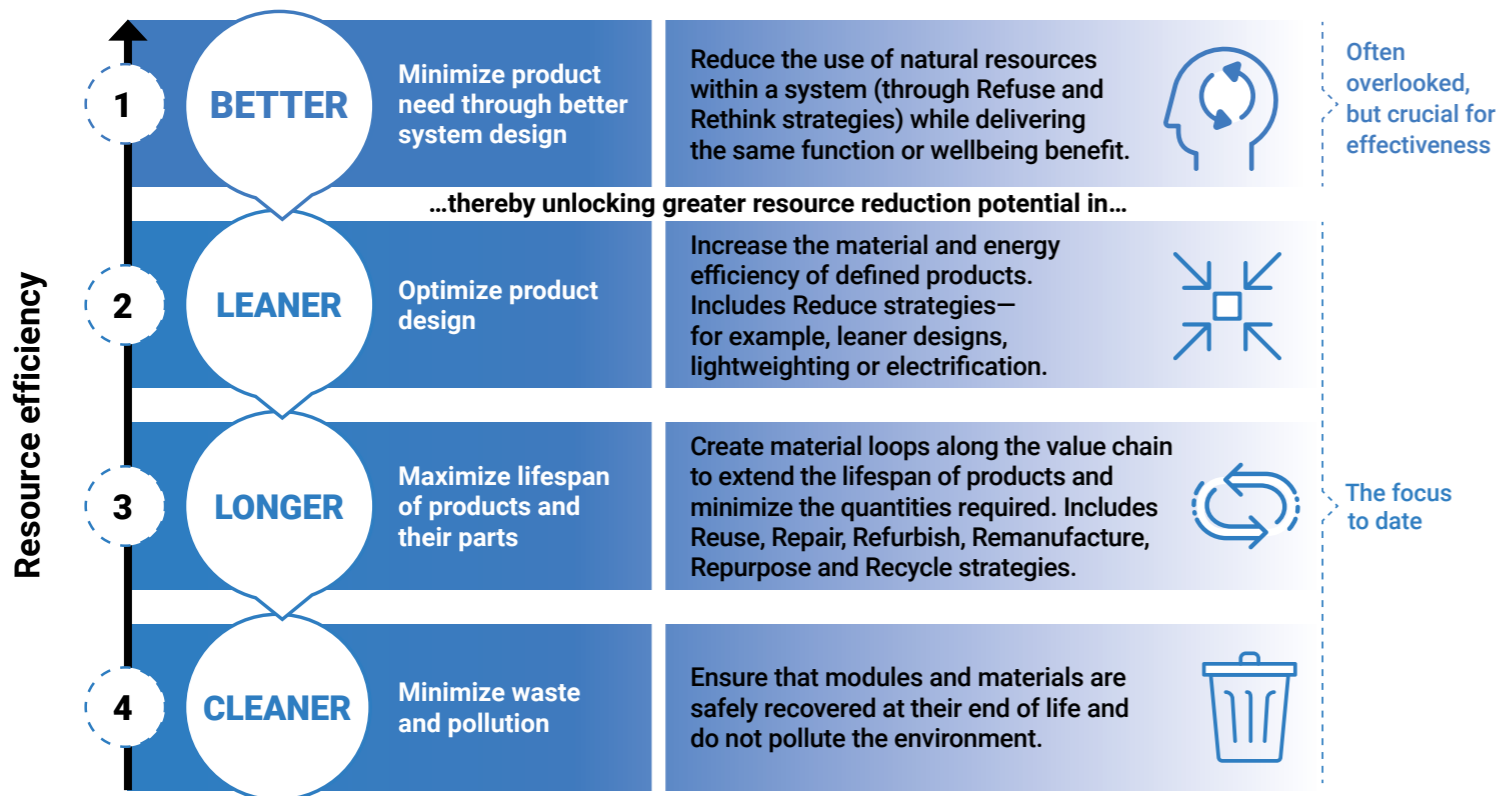 Resource efficiency
1
BETTER
Minimize product
need through better
system design
Reduce the use of natural resources
within a system (through Refuse and
Rethink strategies) while delivering
the same function or wellbeing benefit.
Often
overlooked,
but crucial for
effectiveness
...thereby unlocking greater resource reduction potential in...
2
LEANER
Optimize product
design
Increase the material and energy
efficiency of defined products.
Includes Reduce strategies—
for example, leaner designs,
lightweighting or electrification.
3
LONGER
Maximize lifespan
of products and
their parts
Create material loops along the value chain
to extend the lifespan of products and
minimize the quantities required. Includes
Reuse, Repair, Refurbish, Remanufacture,
Repurpose and Recycle strategies.
The focus
to date
4
CLEANER
Minimize waste
and pollution
Ensure that modules and materials are
safely recovered at their end of life and
do not pollute the environment.